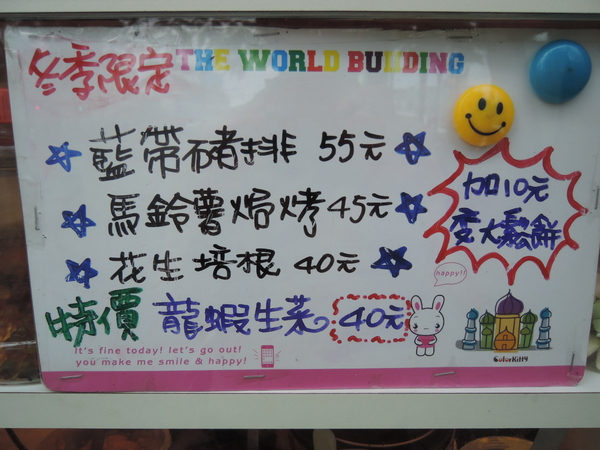 冬季限定 THE WORLD BUILDING
藍帶豬排 55元
馬鈴薯焗烤 45元
花生培根 40元
特價 龍蝦生菜 40元
加10元
變大鬆餅
happy!!
It's fine today! let's go out!
you make me smile & happy!
ColorKitty